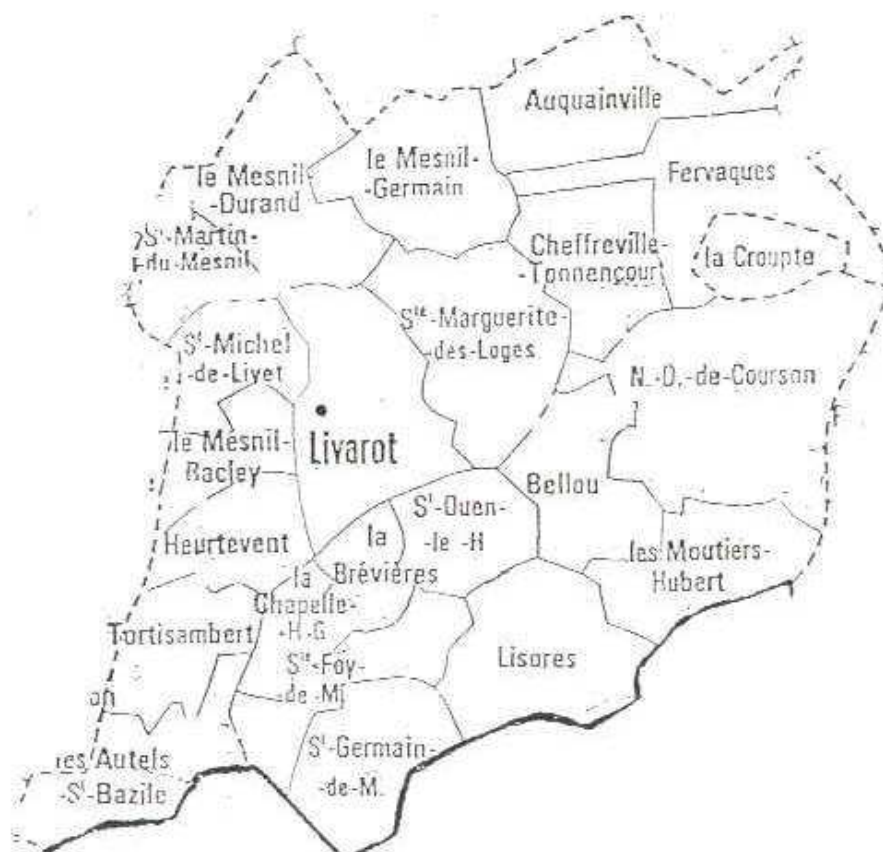 Auquainville
le Mesnil-
-Durand
le Mesnil-
-Germain
Fervaques
St-Martin-
-du-Mesnil
Cheffreville-
-Tonnencour
la Croupte
Ste-Marguerite-
-des-Loges
St-Michel
-de-Livet
N.-D.-de-Courson
le Mesnil-
Bacley
Livarot
Bellou
St-Ouen-
-le-H
Heurtevent
la
Brévières
les Moutiers-
Hubert
la
Chapelle-
-H.G
Tortisambert
Ste-Foy-
-de-M
Lisores
on
St-Germain-
-de-M.
les Autels
-St-Bazile